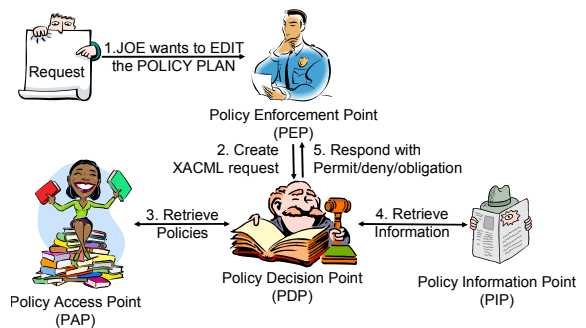 Request
1.JOE wants to EDIT
the POLICY PLAN
Policy Enforcement Point
(PEP)
2. Create
XACML request
5. Respond with
Permit/deny/obligation
3. Retrieve
Policies
4. Retrieve
Information
Policy Decision Point
(PDP)
Policy Information Point
(PIP)
Policy Access Point
(PAP)